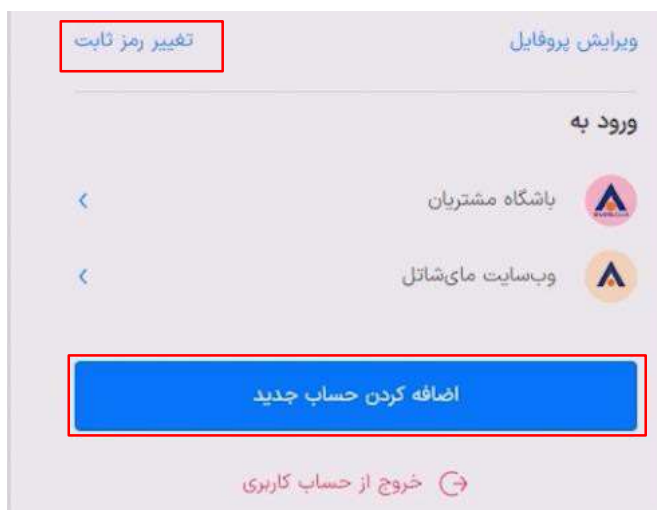 ویرایش پروفایل
تغییر رمز ثابت
ورود به
باشگاه مشتریان
وب‌سایت مای‌شاتل
اضافه کردن حساب جدید
خروج از حساب کاربری